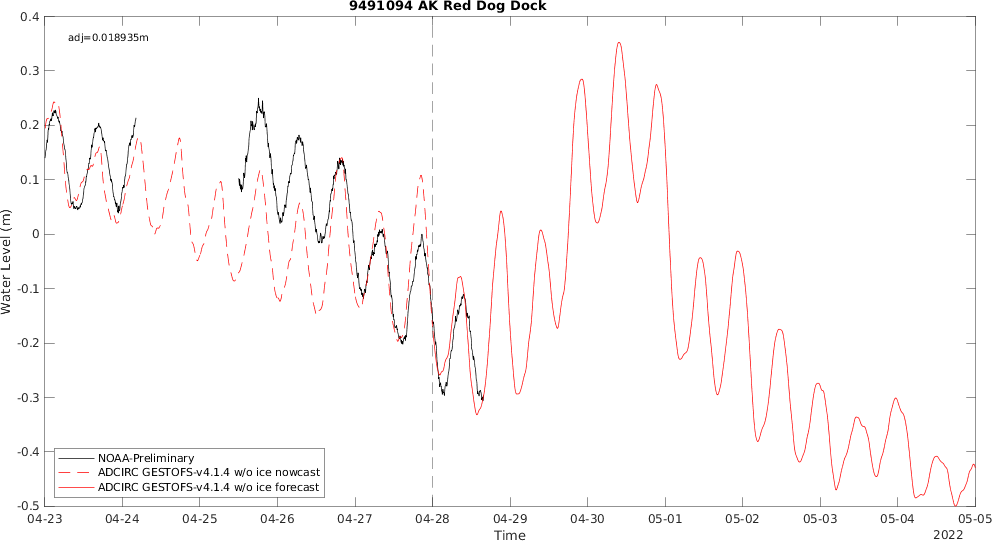 9491094 AK Red Dog Dock
adj=0.018935m
Water Level (m)
0.4
0.3
0.2
0.1
0
-0.1
-0.2
-0.3
-0.4
-0.5
NOAA-Preliminary
ADCIRC GESTOFS-v4.1.4 w/o ice nowcast
ADCIRC GESTOFS-v4.1.4 w/o ice forecast
04-23 04-24 04-25 04-26 04-27 04-28 04-29 04-30 05-01 05-02 05-03 05-04 05-05
Time
2022